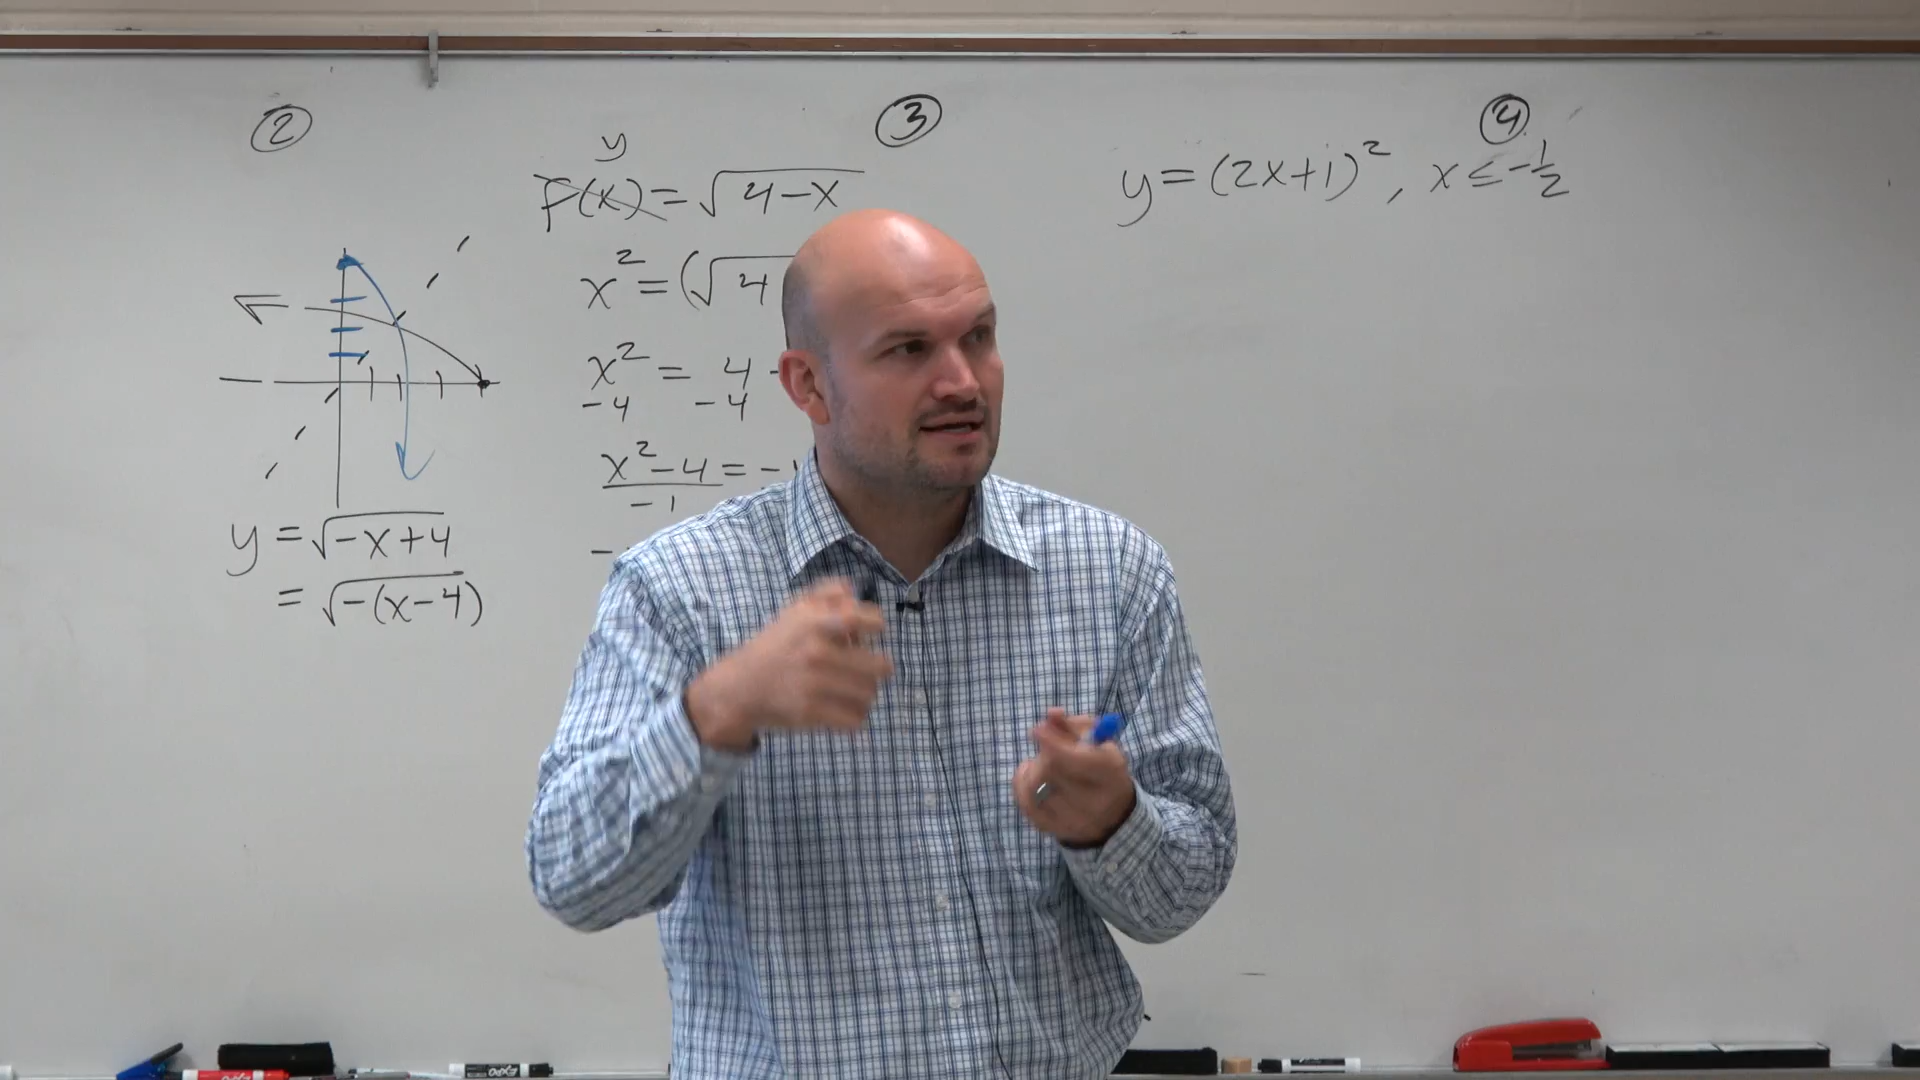 ②
③
④
y
F(x) = √(4-x)
x² = (√4
x² = 4 -
-4 -4
x²-4 = -
-1
-
y = √(-x+4)
= √(-(x-4))
y = (2x+1)², x ≤ -1/2
EXPO